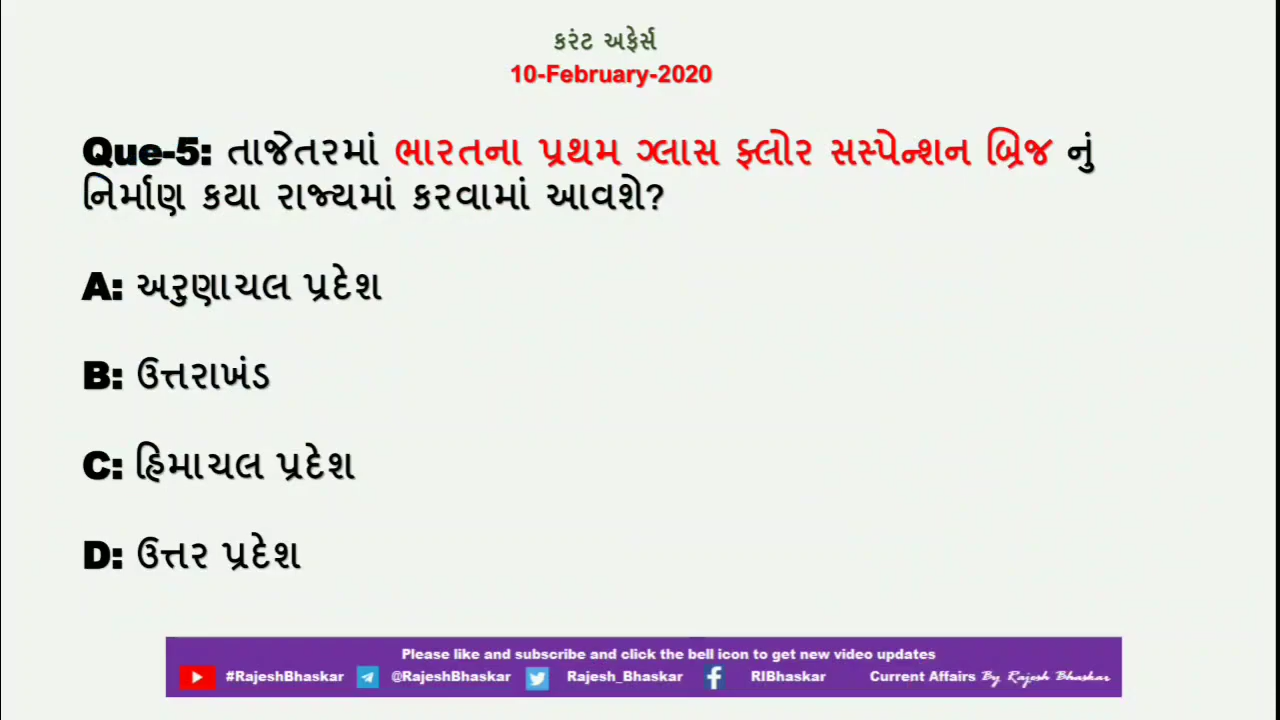 કરંટ અફેર્સ
10-February-2020
Que-5: તાજેતરમાં ભારતના પ્રથમ ગ્લાસ ફ્લોર સસ્પેન્શન બ્રિજ નું
નિર્માણ કયા રાજ્યમાં કરવામાં આવશે?
A: અરુણાચલ પ્રદેશ
B: ઉત્તરાખંડ
C: હિમાચલ પ્રદેશ
D: ઉત્તર પ્રદેશ
Please like and subscribe and click the bell icon to get new video updates
#RajeshBhaskar @RajeshBhaskar Rajesh_Bhaskar RIBhaskar Current Affairs By Rajesh Bhaskar